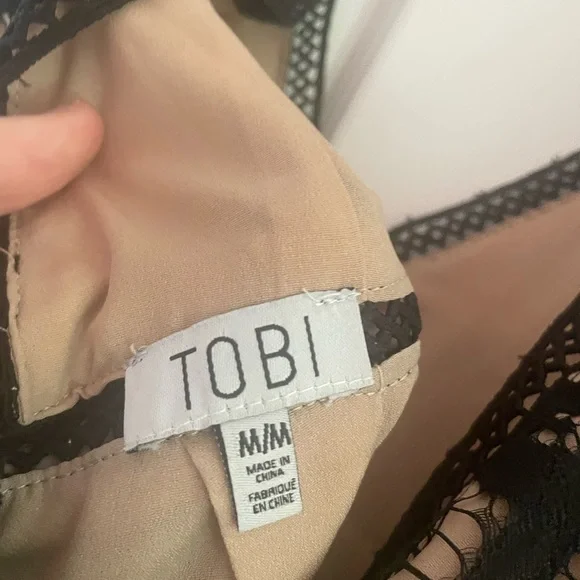 TOBI
M/M
MADE IN
CHINA
FABRIQUÉ
EN CHINE